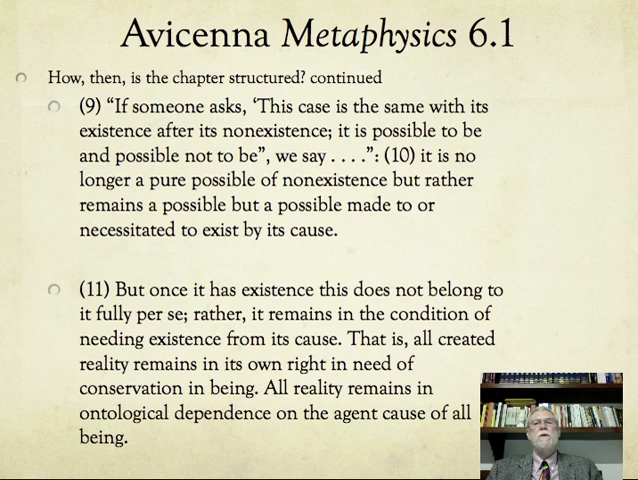 Avicenna Metaphysics 6.1
How, then, is the chapter structured? continued
(9) “If someone asks, ‘This case is the same with its
existence after its nonexistence; it is possible to be
and possible not to be”, we say . . . .”: (10) it is no
longer a pure possible of nonexistence but rather
remains a possible but a possible made to or
necessitated to exist by its cause.
(11) But once it has existence this does not belong to
it fully per se; rather, it remains in the condition of
needing existence from its cause. That is, all created
reality remains in its own right in need of
conservation in being. All reality remains in
ontological dependence on the agent cause of all
being.